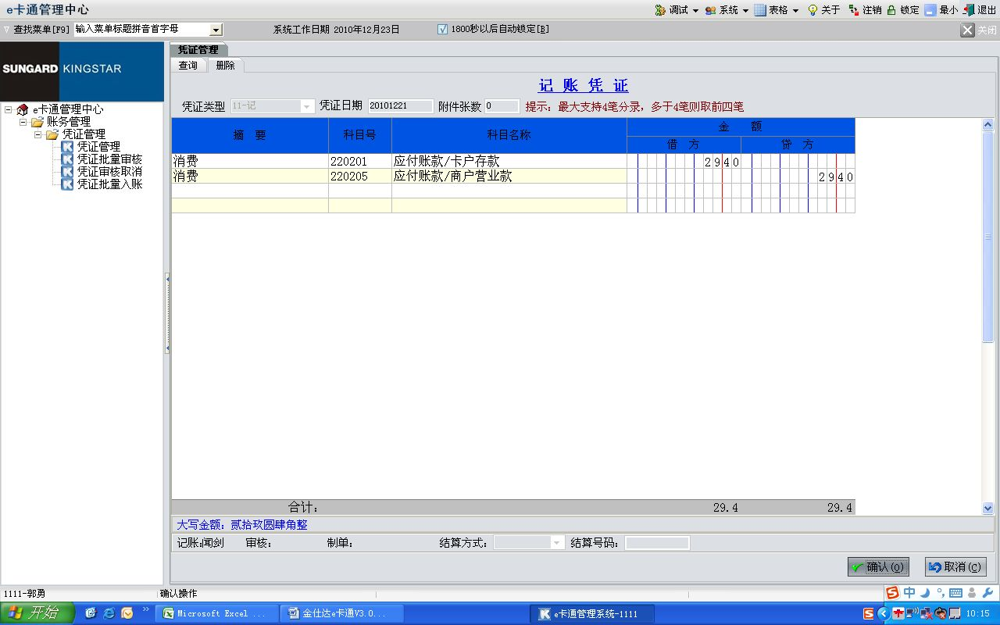 e卡通管理中心 调试 系统 表格 关于 注销 锁定 最小 退出
查找菜单[F9] 输入菜单标题拼音首字母 系统工作日期 2010年12月23日 1800秒以后自动锁定[B] 关闭
SUNGARD KINGSTAR
凭证管理
查询 删除
记 账 凭 证
凭证类型 11-记 凭证日期 20101221 附件张数 0 提示：最大支持4笔分录，多于4笔则取前四笔
e卡通管理中心
账务管理
凭证管理
凭证管理
凭证批量审核
凭证审核取消
凭证批量入账
摘 要 科目号 科目名称 金 额
借 方 贷 方
消费 220201 应付账款/卡户存款 2940
消费 220205 应付账款/商户营业款 2940
合计： 29.4 29.4
大写金额：贰拾玖圆肆角整
记账:闻剑 审核： 制单： 结算方式： 结算号码：
确认(O) 取消(C)
1111-郭勇 确认操作
中
开始 Microsoft Excel ... 金仕达e卡通V3.0... e卡通管理系统-1111 10:15